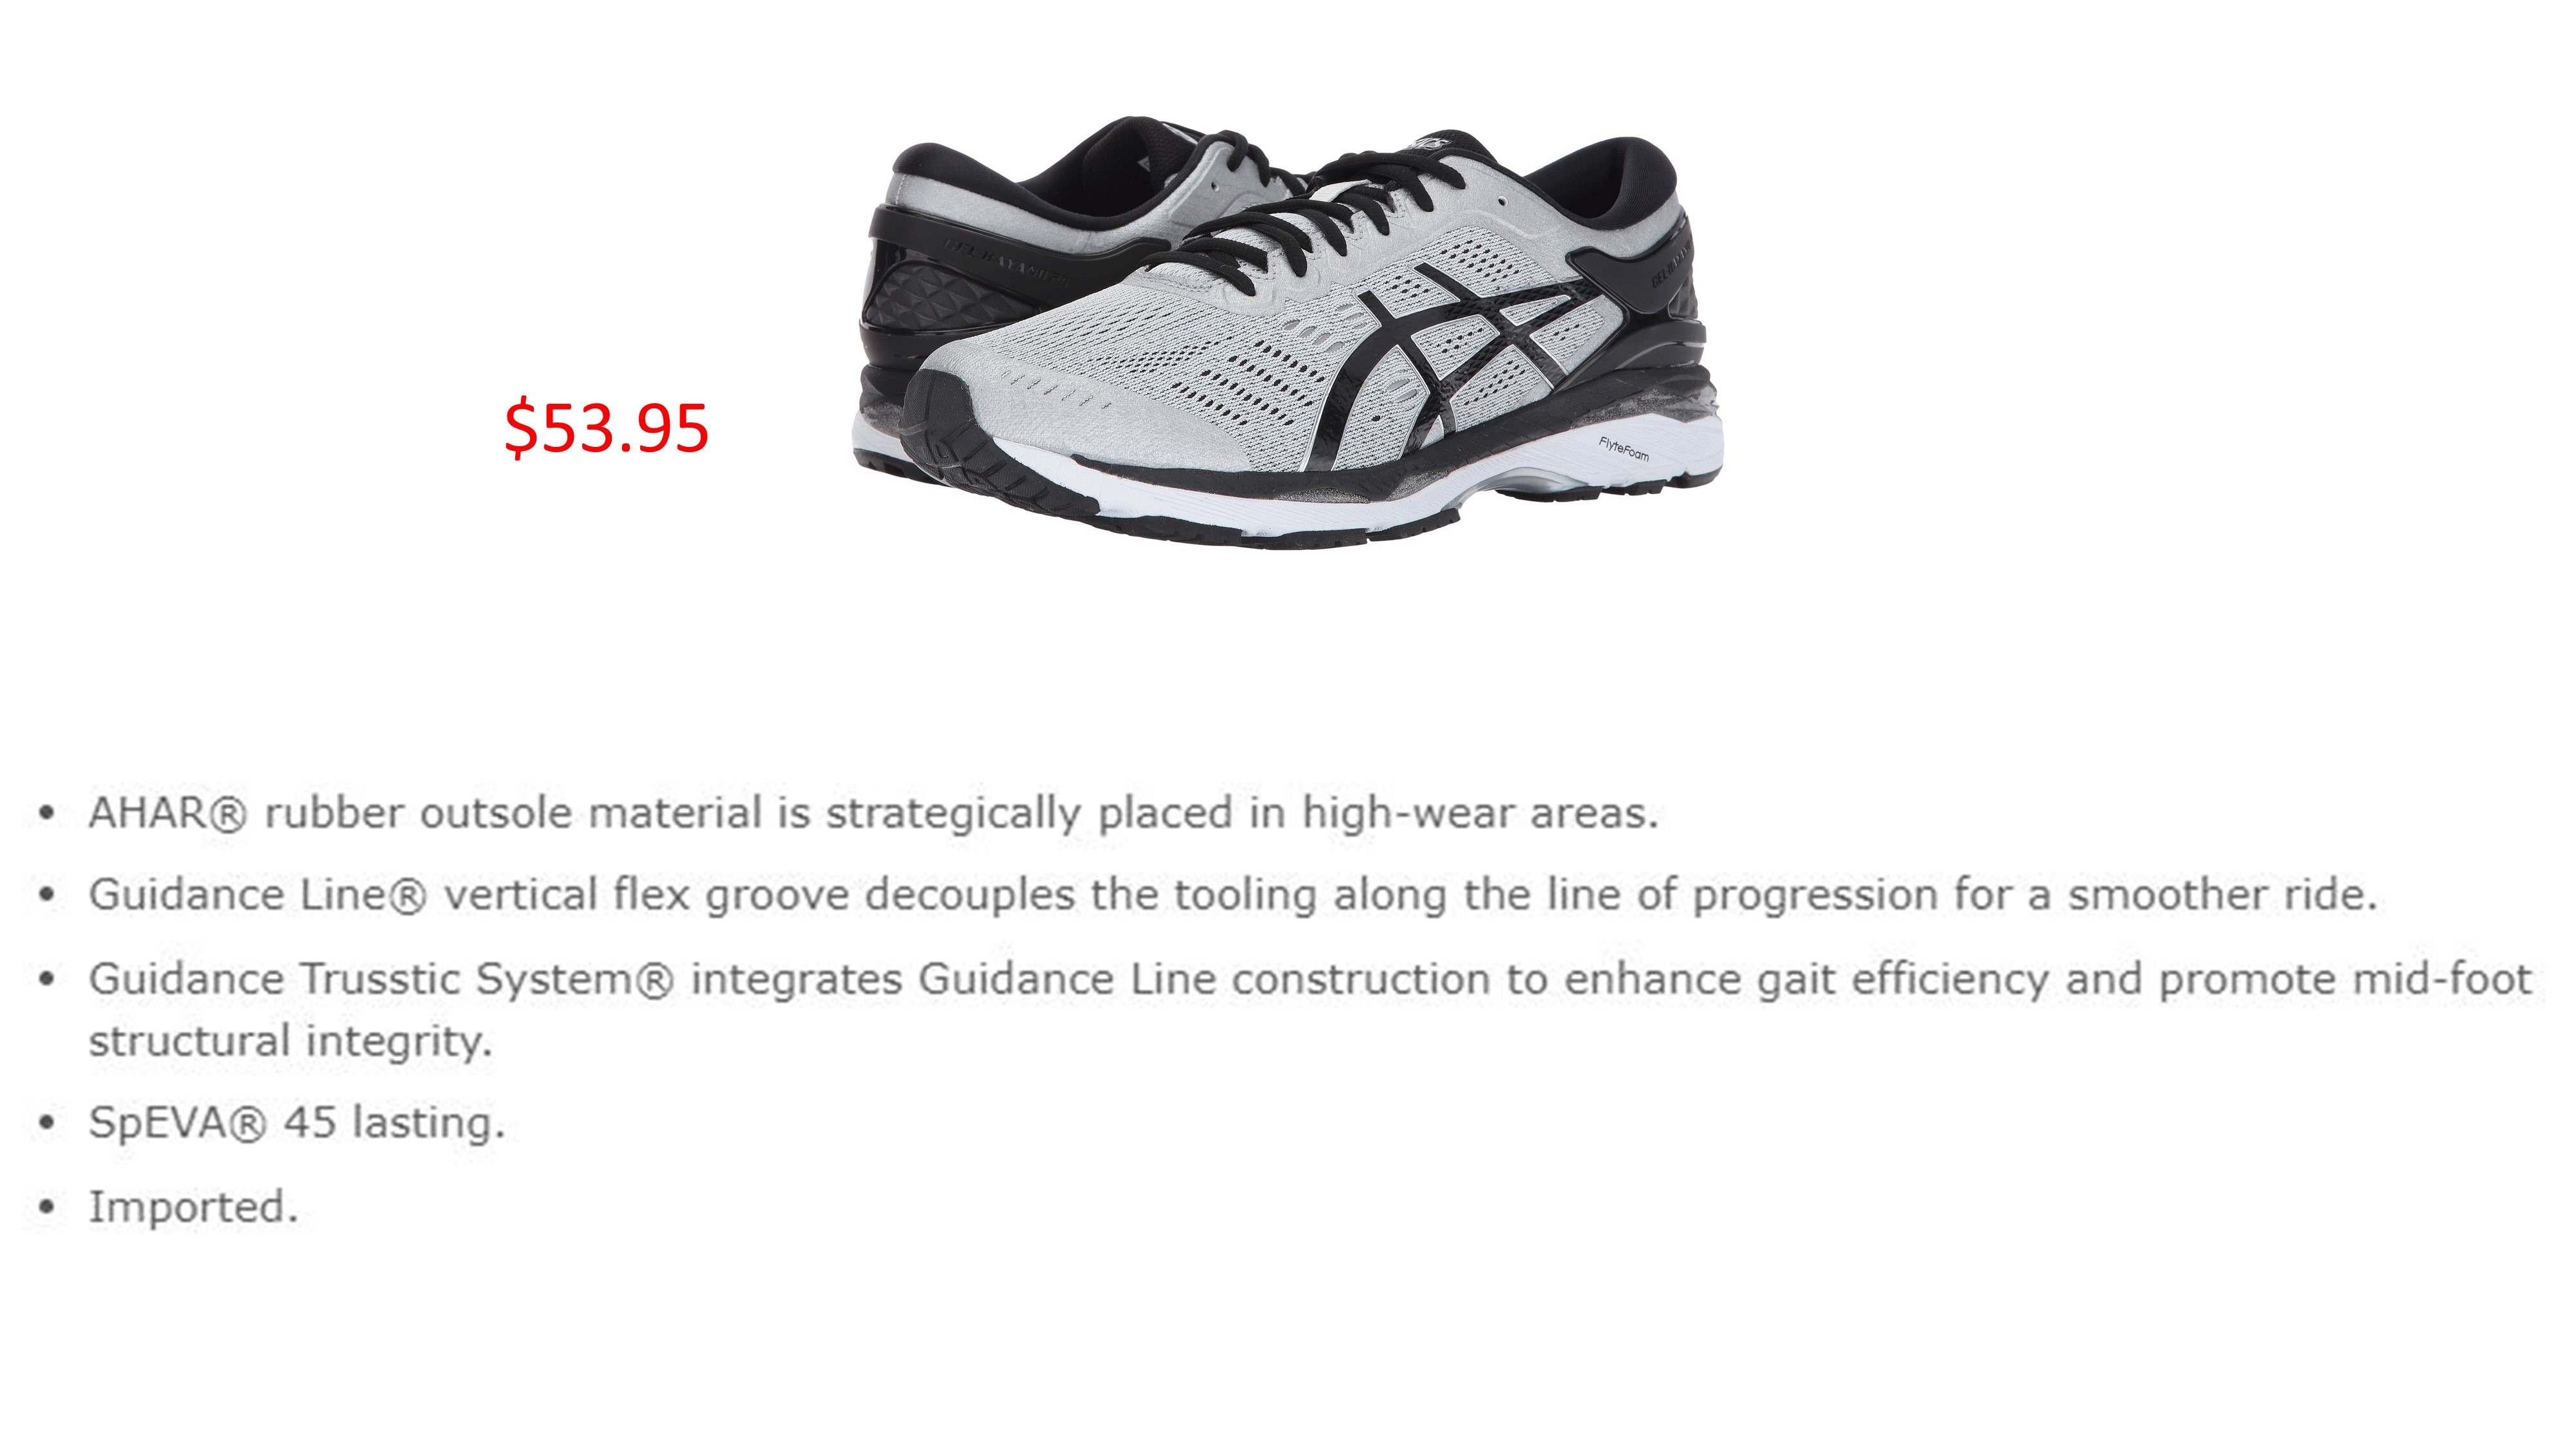 $53.95
FlyteFoam
• AHAR® rubber outsole material is strategically placed in high-wear areas.
• Guidance Line® vertical flex groove decouples the tooling along the line of progression for a smoother ride.
• Guidance Trusstic System® integrates Guidance Line construction to enhance gait efficiency and promote mid-foot
structural integrity.
• SpEVA® 45 lasting.
• Imported.